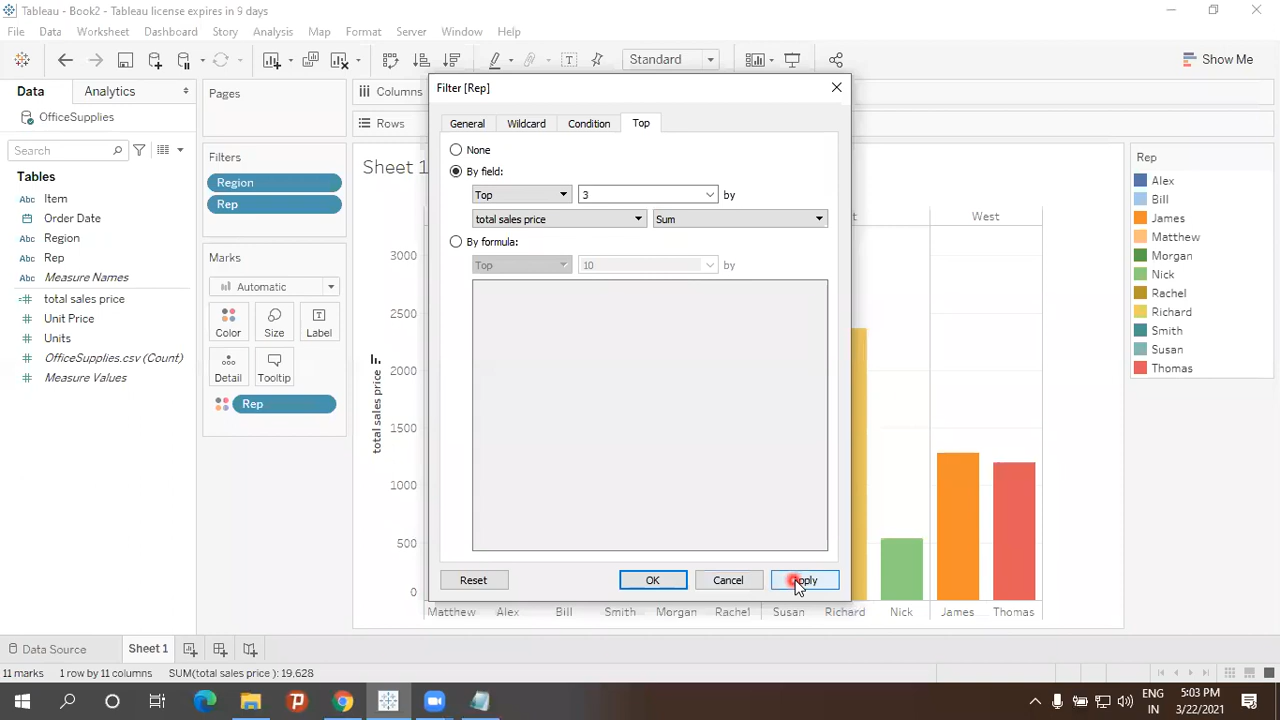 Tableau - Book2 - Tableau license expires in 9 days
File Data Worksheet Dashboard Story Analysis Map Format Server Window Help
Standard
Show Me
Data Analytics
OfficeSupplies
Search
Tables
Abc Item
Order Date
Abc Region
Abc Rep
Abc Measure Names
total sales price
Unit Price
Units
OfficeSupplies.csv (Count)
Measure Values
Pages
Filters
Region
Rep
Marks
Automatic
Color Size Label
Detail Tooltip
Rep
Columns
Rows
Sheet 1
Filter [Rep]
General Wildcard Condition Top
None
By field:
Top 3 by
total sales price Sum
By formula:
Top 10 by
Reset OK Cancel
West
total sales price
3000
2500
2000
1500
1000
500
0
Matthew Alex Bill Smith Morgan Rachel Susan Richard Nick James Thomas
Rep
Alex
Bill
James
Matthew
Morgan
Nick
Rachel
Richard
Smith
Susan
Thomas
Data Source Sheet 1
11 marks 1 row by 11 columns SUM(total sales price ): 19,628
ENG
IN
5:03 PM
3/22/2021